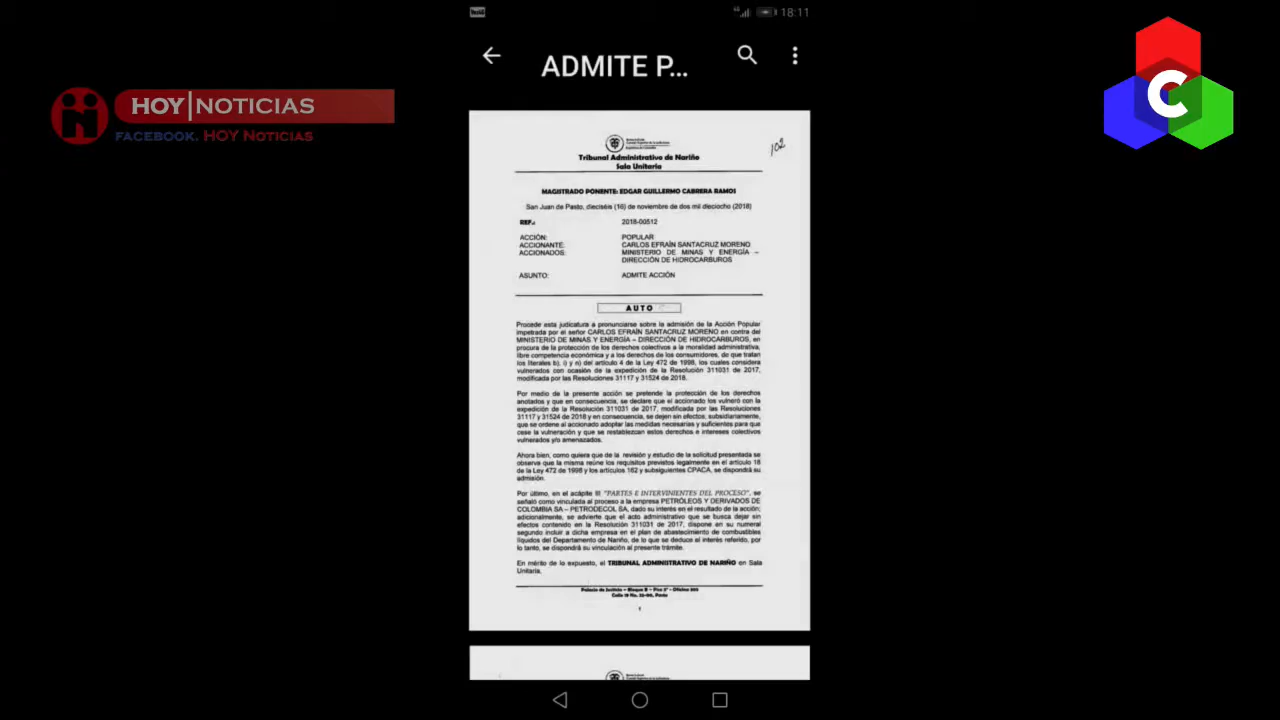 18:11
ADMITE P...
HOY NOTICIAS
FACEBOOK. HOY NOTICIAS
C
102
Tribunal Administrativo de Nariño
Sala Unitaria
MAGISTRADO PONENTE: EDGAR GUILLERMO CABRERA RAMOS
San Juan de Pasto, dieciséis (16) de noviembre de dos mil dieciocho (2018)
REF.: 2018-00512
ACCIÓN: POPULAR
ACCIONANTE: CARLOS EFRAÍN SANTACRUZ MORENO
ACCIONADOS: MINISTERIO DE MINAS Y ENERGÍA –
DIRECCIÓN DE HIDROCARBUROS
ASUNTO: ADMITE ACCIÓN
AUTO
Procede esta judicatura a pronunciarse sobre la admisión de la Acción Popular
impetrada por el señor CARLOS EFRAÍN SANTACRUZ MORENO en contra del
MINISTERIO DE MINAS Y ENERGÍA – DIRECCIÓN DE HIDROCARBUROS, en
procura de la protección de los derechos colectivos a la moralidad administrativa,
libre competencia económica y a los derechos de los consumidores, de que tratan
los literales b), i) y n) del artículo 4 de la Ley 472 de 1998, los cuales considera
vulnerados con ocasión de la expedición de la Resolución 311031 de 2017,
modificada por las Resoluciones 31117 y 31524 de 2018.
Por medio de la presente acción se pretende la protección de los derechos
anotados y que en consecuencia, se declare que el accionado los vulneró con la
expedición de la Resolución 311031 de 2017, modificada por las Resoluciones
31117 y 31524 de 2018 y en consecuencia, se dejen sin efectos, subsidiariamente,
que se ordene al accionado adoptar las medidas necesarias y suficientes para que
cese la vulneración y que se restablezcan estos derechos e intereses colectivos
vulnerados y/o amenazados.
Ahora bien, como quiera que de la revisión y estudio de la solicitud presentada se
observa que la misma reúne los requisitos previstos legalmente en el artículo 18
de la Ley 472 de 1998 y los artículos 162 y subsiguientes CPACA, se dispondrá su
admisión.
Por último, en el acápite III "PARTES E INTERVINIENTES DEL PROCESO", se
señaló como vinculada al proceso a la empresa PETRÓLEOS Y DERIVADOS DE
COLOMBIA SA – PETRODECOL SA, dado su interés en el resultado de la acción;
adicionalmente, se advierte que el acto administrativo que se busca dejar sin
efectos contenido en la Resolución 311031 de 2017, dispone en su numeral
segundo incluir a dicha empresa en el plan de abastecimiento de combustibles
líquidos del Departamento de Nariño, de lo que se deduce el interés referido, por
lo tanto, se dispondrá su vinculación al presente trámite.
En mérito de lo expuesto, el TRIBUNAL ADMINISTRATIVO DE NARIÑO en Sala
Unitaria,
Palacio de Justicia – Bloque B – Piso 2° - Oficina
Pasto
1